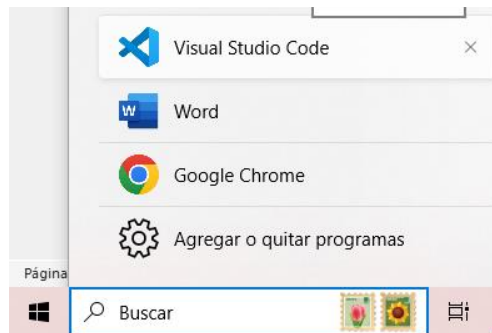 Visual Studio Code
Word
Google Chrome
Agregar o quitar programas
Página
Buscar